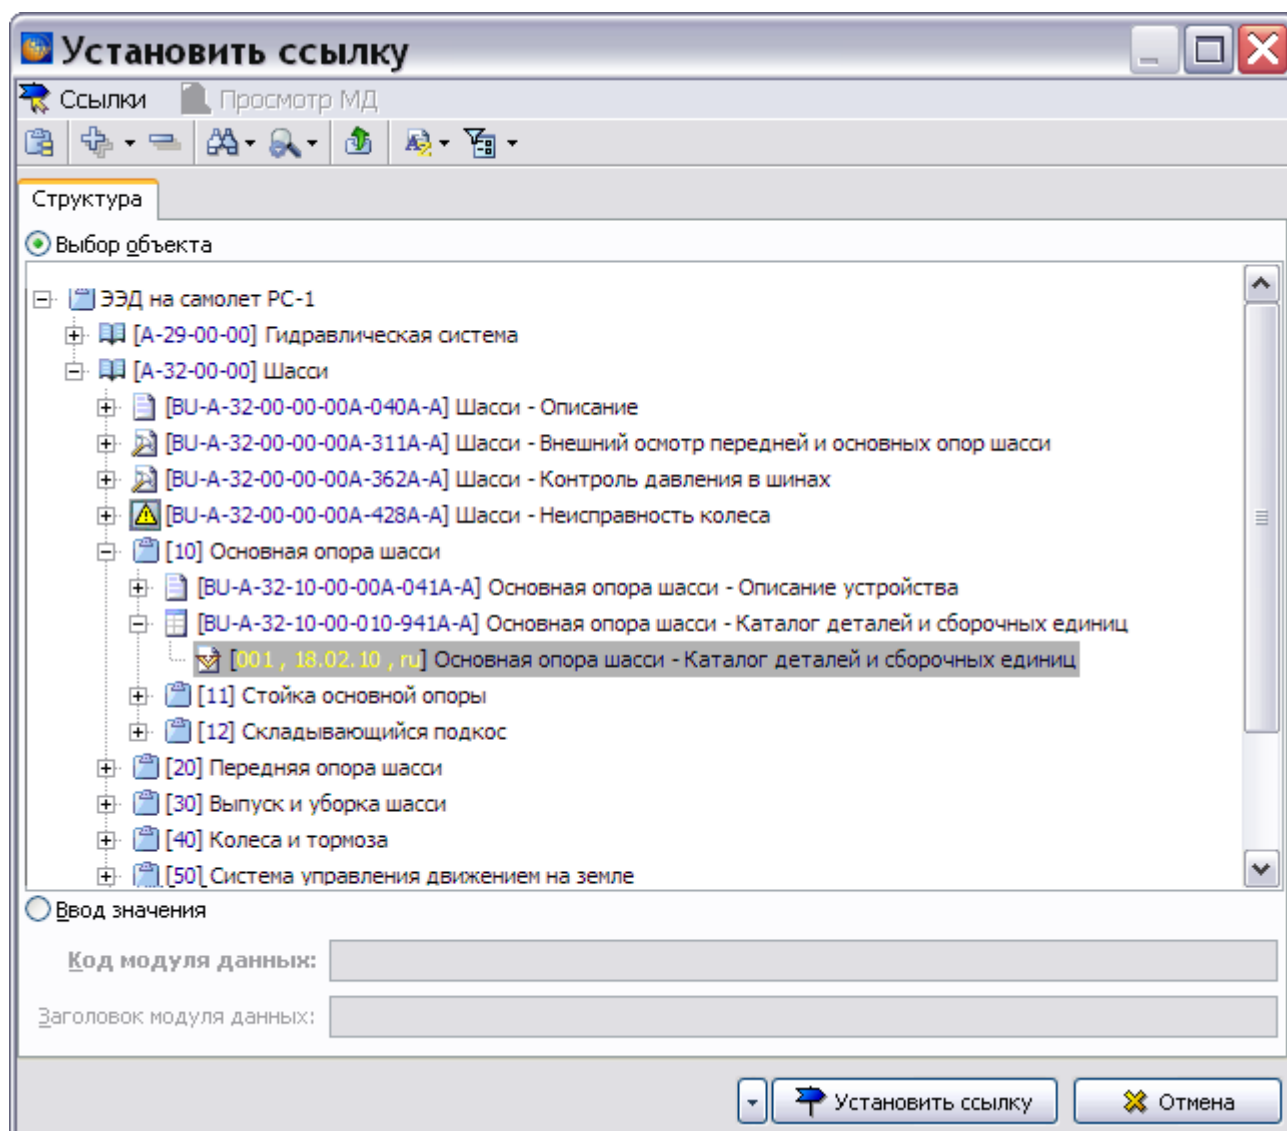 Установить ссылку
Ссылки Просмотр МД
Структура
Выбор объекта
ЭЭД на самолет РС-1
[A-29-00-00] Гидравлическая система
[A-32-00-00] Шасси
[BU-A-32-00-00-00A-040A-A] Шасси - Описание
[BU-A-32-00-00-00A-311A-A] Шасси - Внешний осмотр передней и основных опор шасси
[BU-A-32-00-00-00A-362A-A] Шасси - Контроль давления в шинах
[BU-A-32-00-00-00A-428A-A] Шасси - Неисправность колеса
[10] Основная опора шасси
[BU-A-32-10-00-00A-041A-A] Основная опора шасси - Описание устройства
[BU-A-32-10-00-010-941A-A] Основная опора шасси - Каталог деталей и сборочных единиц
[001 , 18.02.10 , ru] Основная опора шасси - Каталог деталей и сборочных единиц
[11] Стойка основной опоры
[12] Складывающийся подкос
[20] Передняя опора шасси
[30] Выпуск и уборка шасси
[40] Колеса и тормоза
[50] Система управления движением на земле
Ввод значения
Код модуля данных:
Заголовок модуля данных:
Установить ссылку Отмена